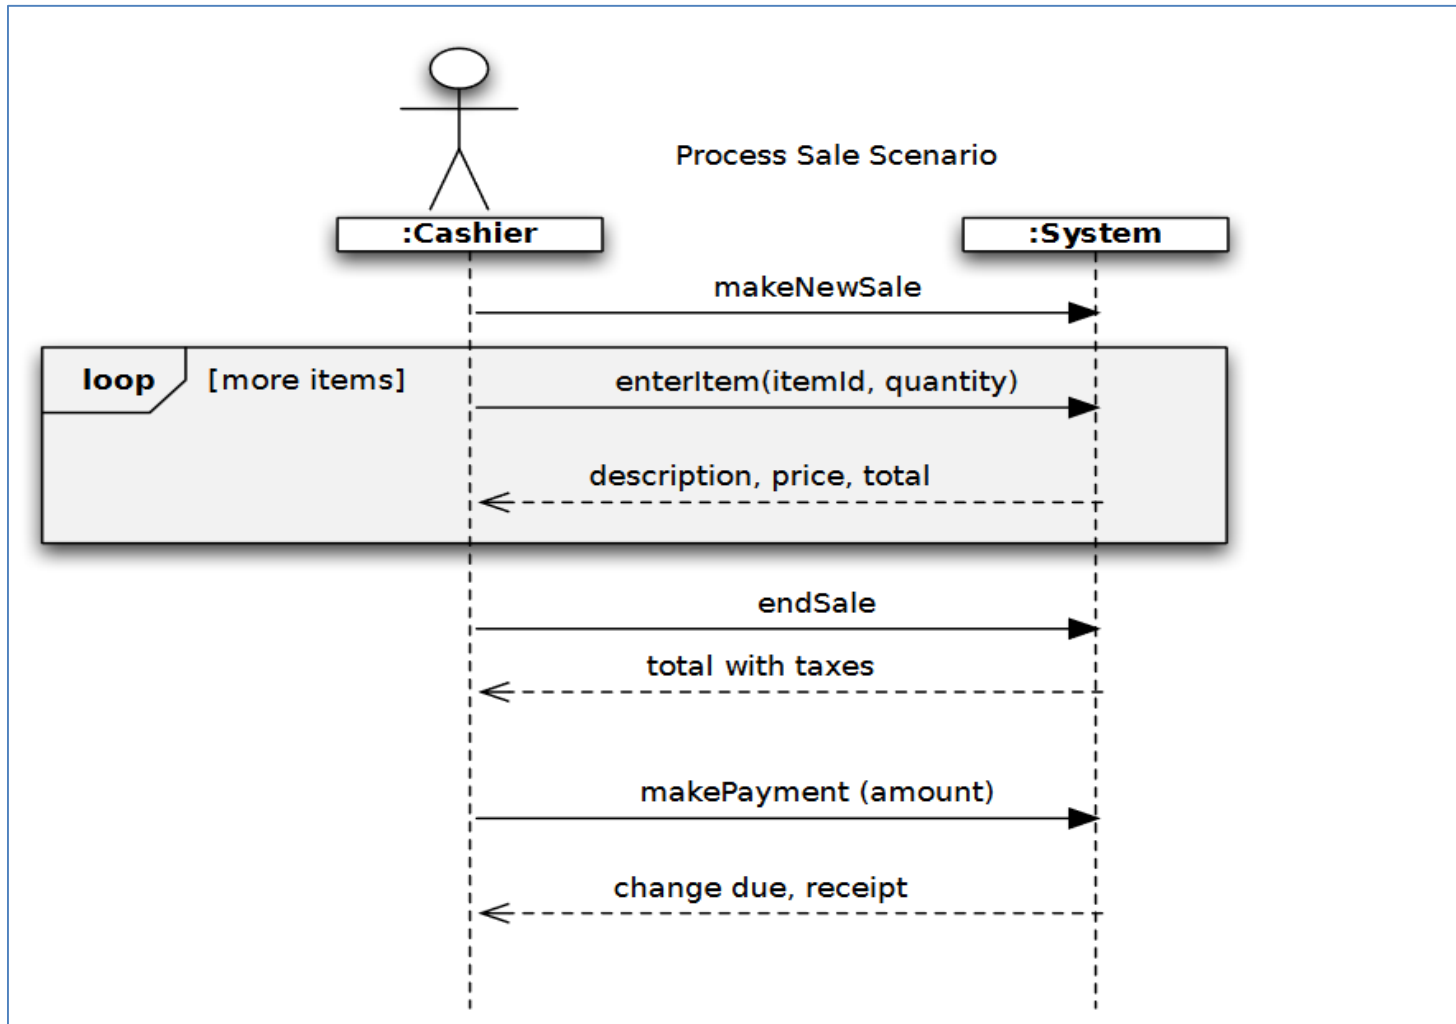 Process Sale Scenario
:Cashier
:System
makeNewSale
loop
[more items]
enterItem(itemId, quantity)
description, price, total
endSale
total with taxes
makePayment (amount)
change due, receipt